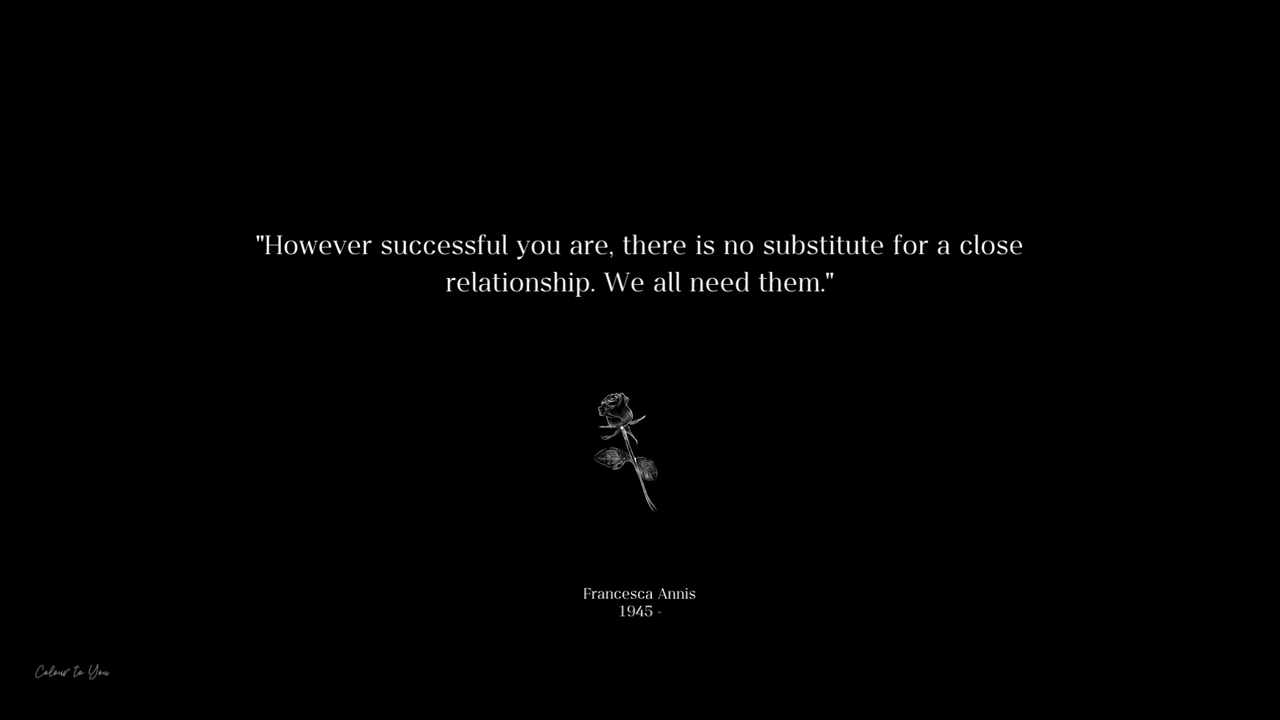 "However successful you are, there is no substitute for a close
relationship. We all need them."
Francesca Annis
1945 -
Colour to You